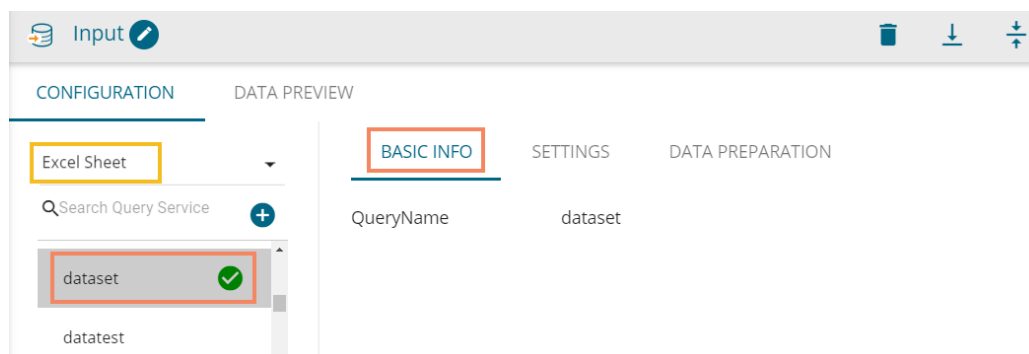 Input
CONFIGURATION DATA PREVIEW
Excel Sheet
Search Query Service
dataset
datatest
BASIC INFO SETTINGS DATA PREPARATION
QueryName dataset